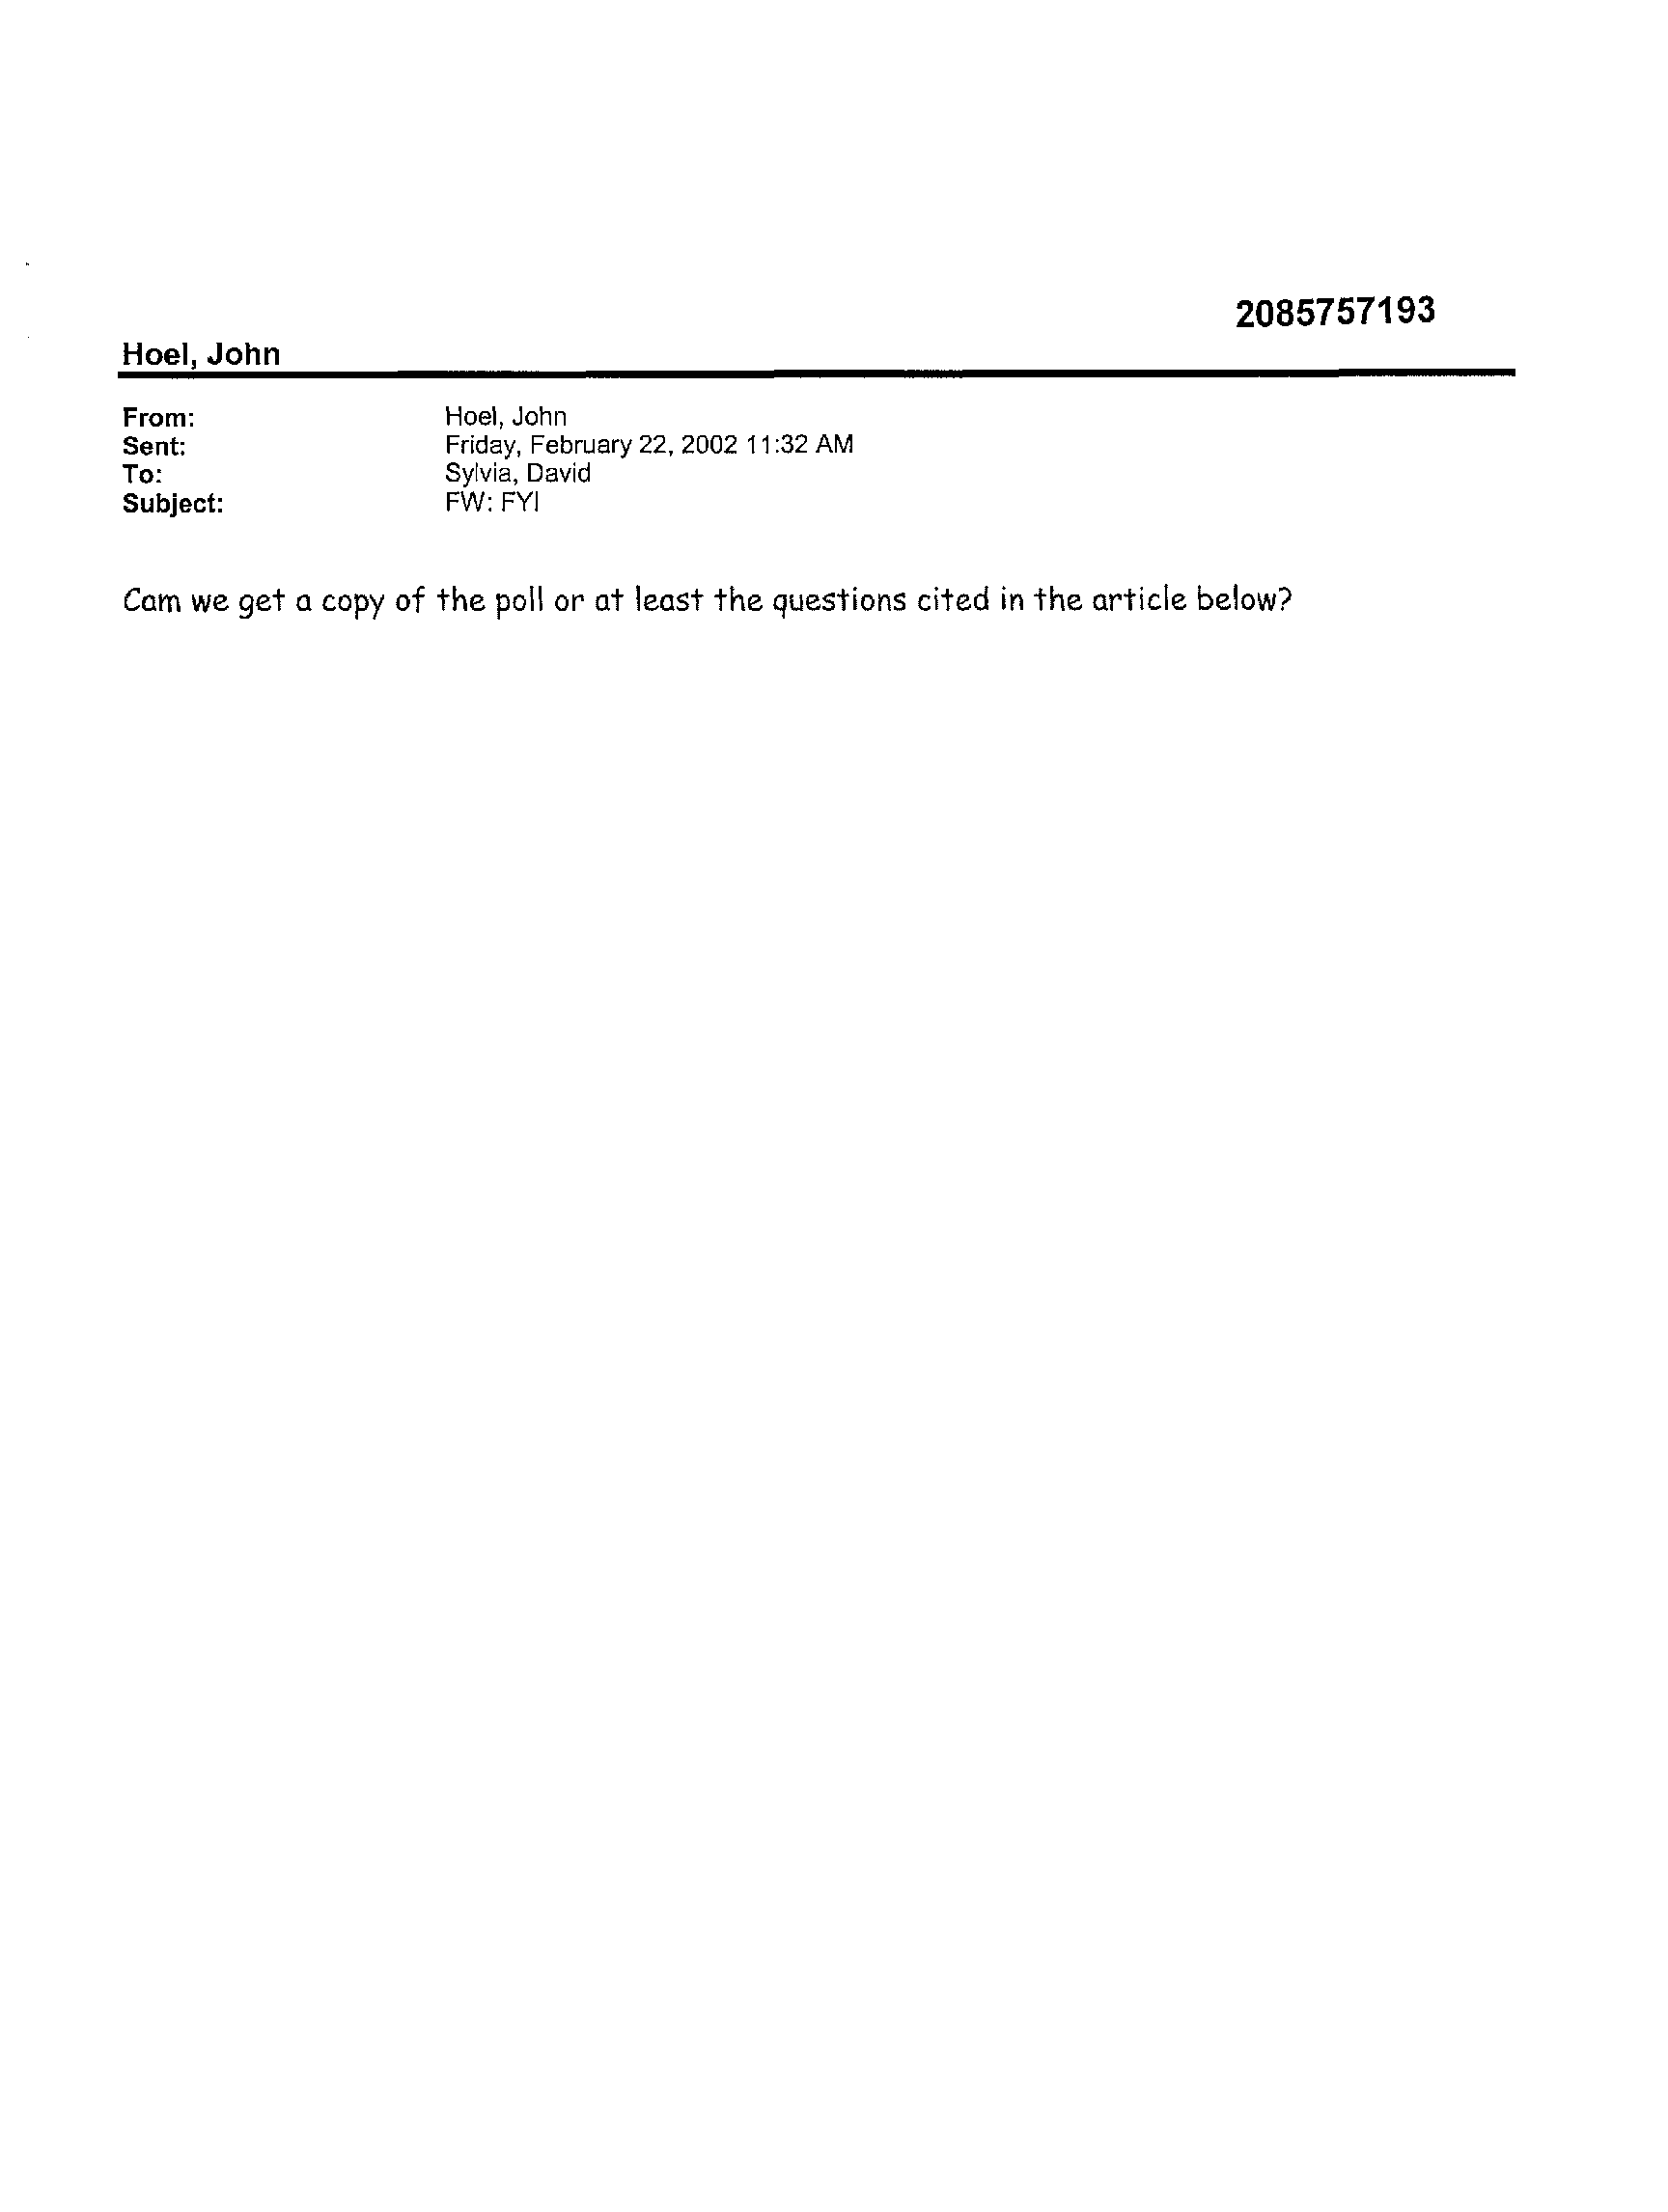 2085757193
Hoel, John
From: Hoel, John
Sent: Friday, February 22, 2002 11:32 AM
To: Sylvia, David
Subject: FW: FYI
Cam we get a copy of the poll or at least the questions cited in the article below?